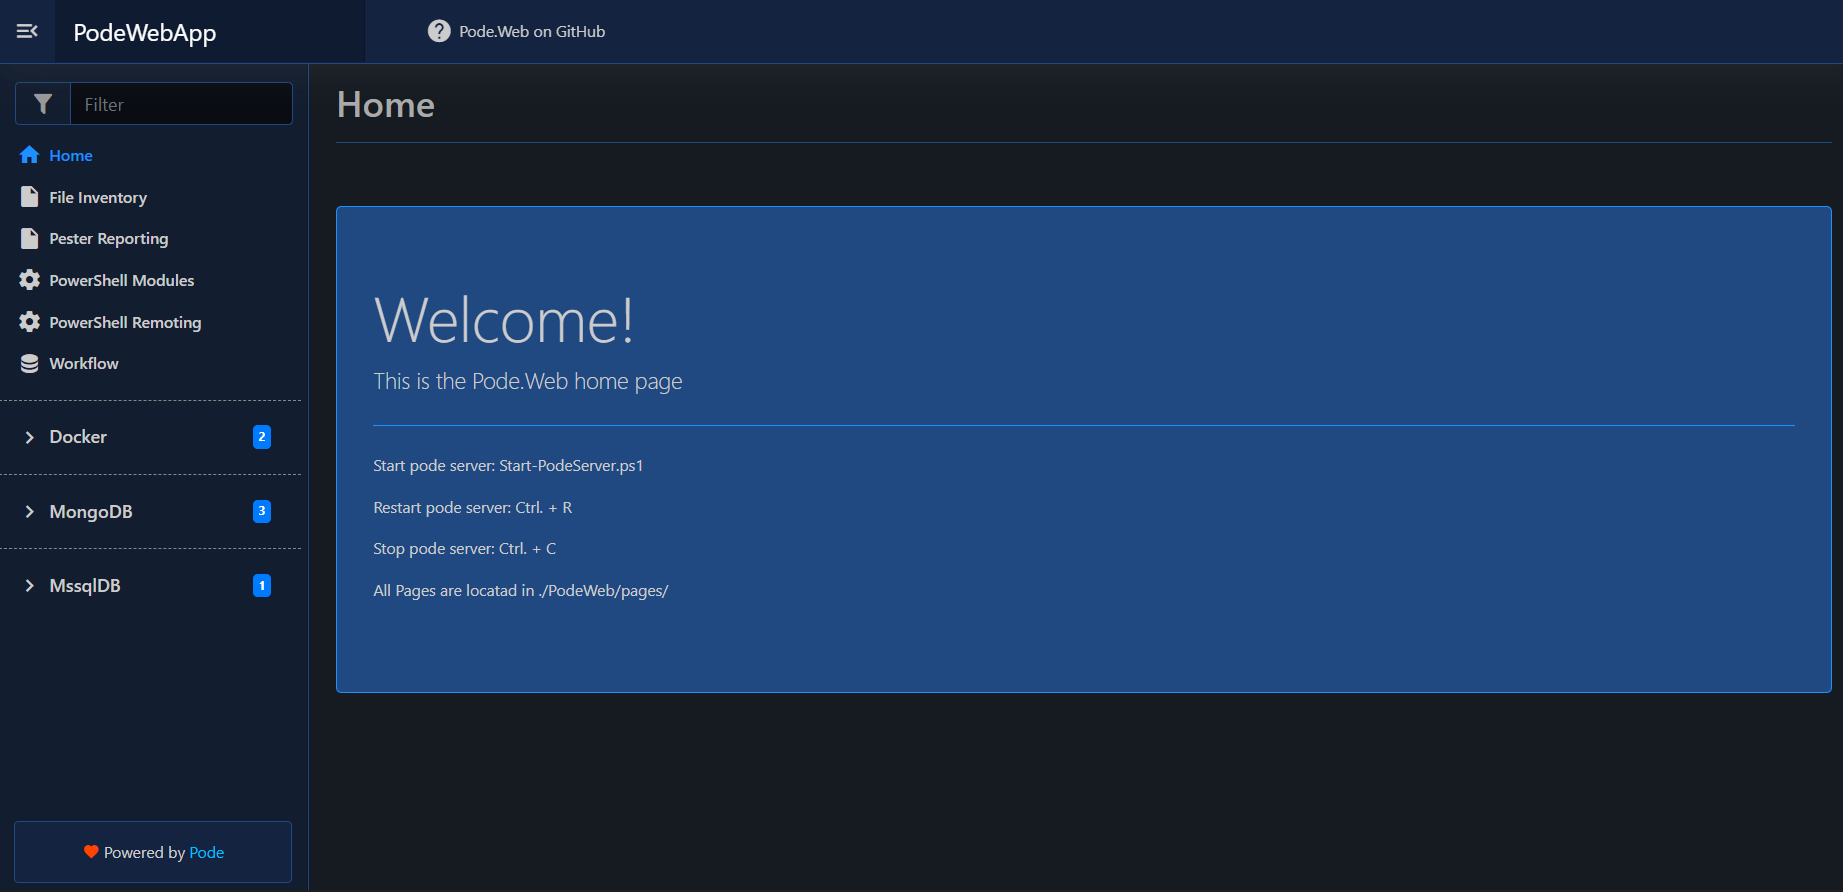 PodeWebApp
Pode.Web on GitHub
Filter
Home
File Inventory
Pester Reporting
PowerShell Modules
PowerShell Remoting
Workflow
Docker 2
MongoDB 3
MssqlDB 1
Powered by Pode
Home
Welcome!
This is the Pode.Web home page
Start pode server: Start-PodeServer.ps1
Restart pode server: Ctrl. + R
Stop pode server: Ctrl. + C
All Pages are locatad in ./PodeWeb/pages/